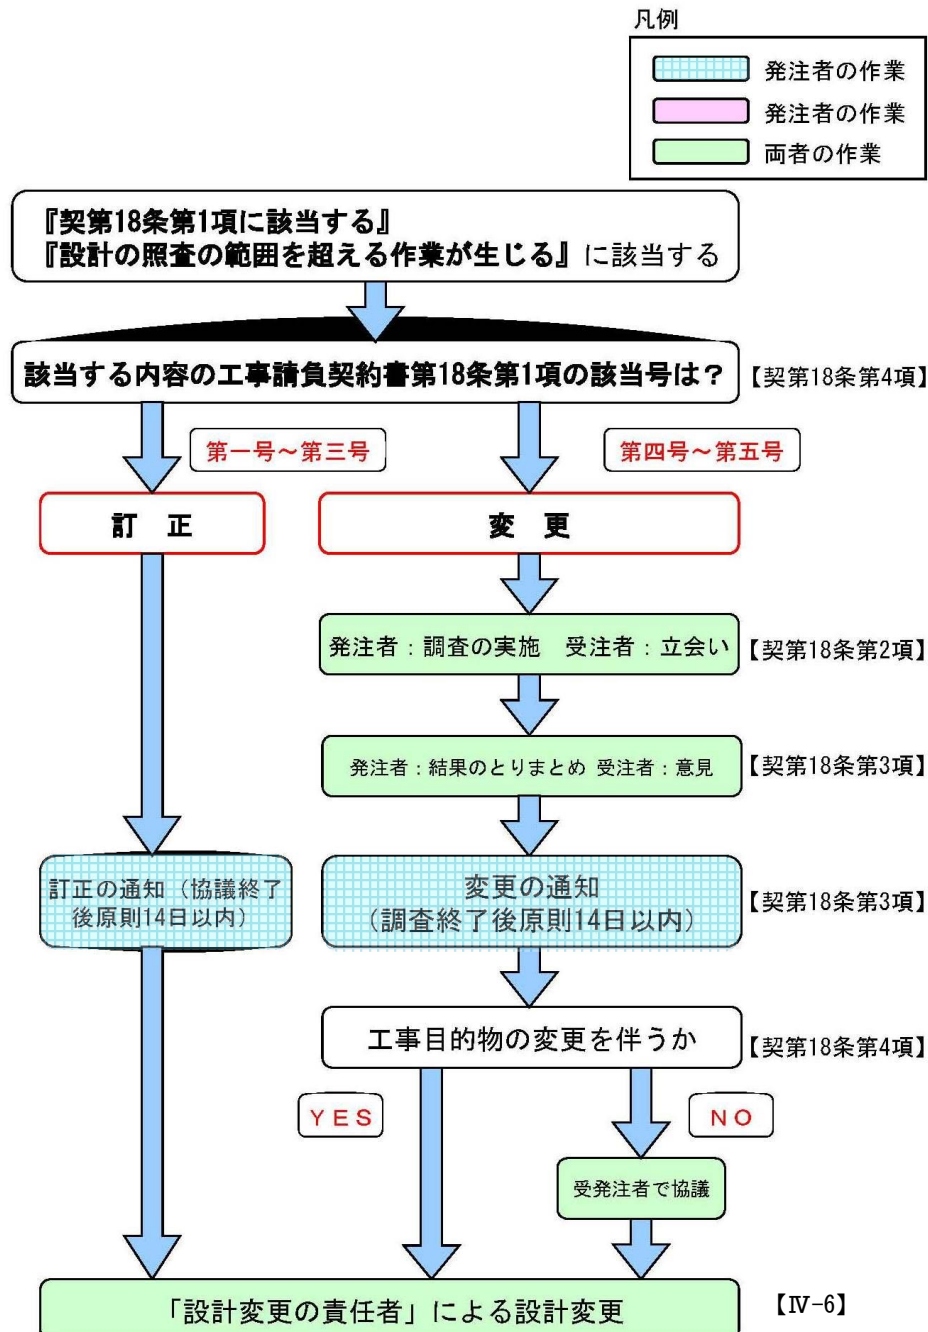 凡例
発注者の作業
発注者の作業
両者の作業
『契第18条第1項に該当する』
『設計の照査の範囲を超える作業が生じる』に該当する
該当する内容の工事請負契約書第18条第1項の該当号は？
【契第18条第4項】
第一号～第三号
第四号～第五号
訂 正
変 更
発注者：調査の実施 受注者：立会い
【契第18条第2項】
発注者：結果のとりまとめ 受注者：意見
【契第18条第3項】
訂正の通知（協議終了
後原則14日以内）
変更の通知
（調査終了後原則14日以内）
【契第18条第3項】
工事目的物の変更を伴うか
【契第18条第4項】
ＹＥＳ
ＮＯ
受発注者で協議
「設計変更の責任者」による設計変更
【Ⅳ-6】